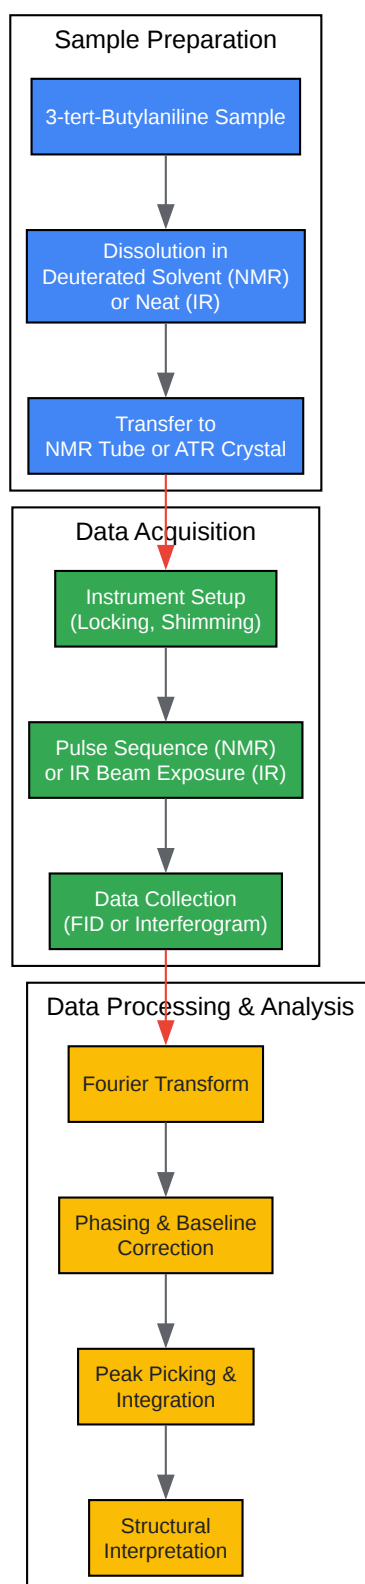 Sample Preparation
3-tert-Butylaniline Sample
Dissolution in
Deuterated Solvent (NMR)
or Neat (IR)
Transfer to
NMR Tube or ATR Crystal
Data Acquisition
Instrument Setup
(Locking, Shimming)
Pulse Sequence (NMR)
or IR Beam Exposure (IR)
Data Collection
(FID or Interferogram)
Data Processing & Analysis
Fourier Transform
Phasing & Baseline
Correction
Peak Picking &
Integration
Structural
Interpretation